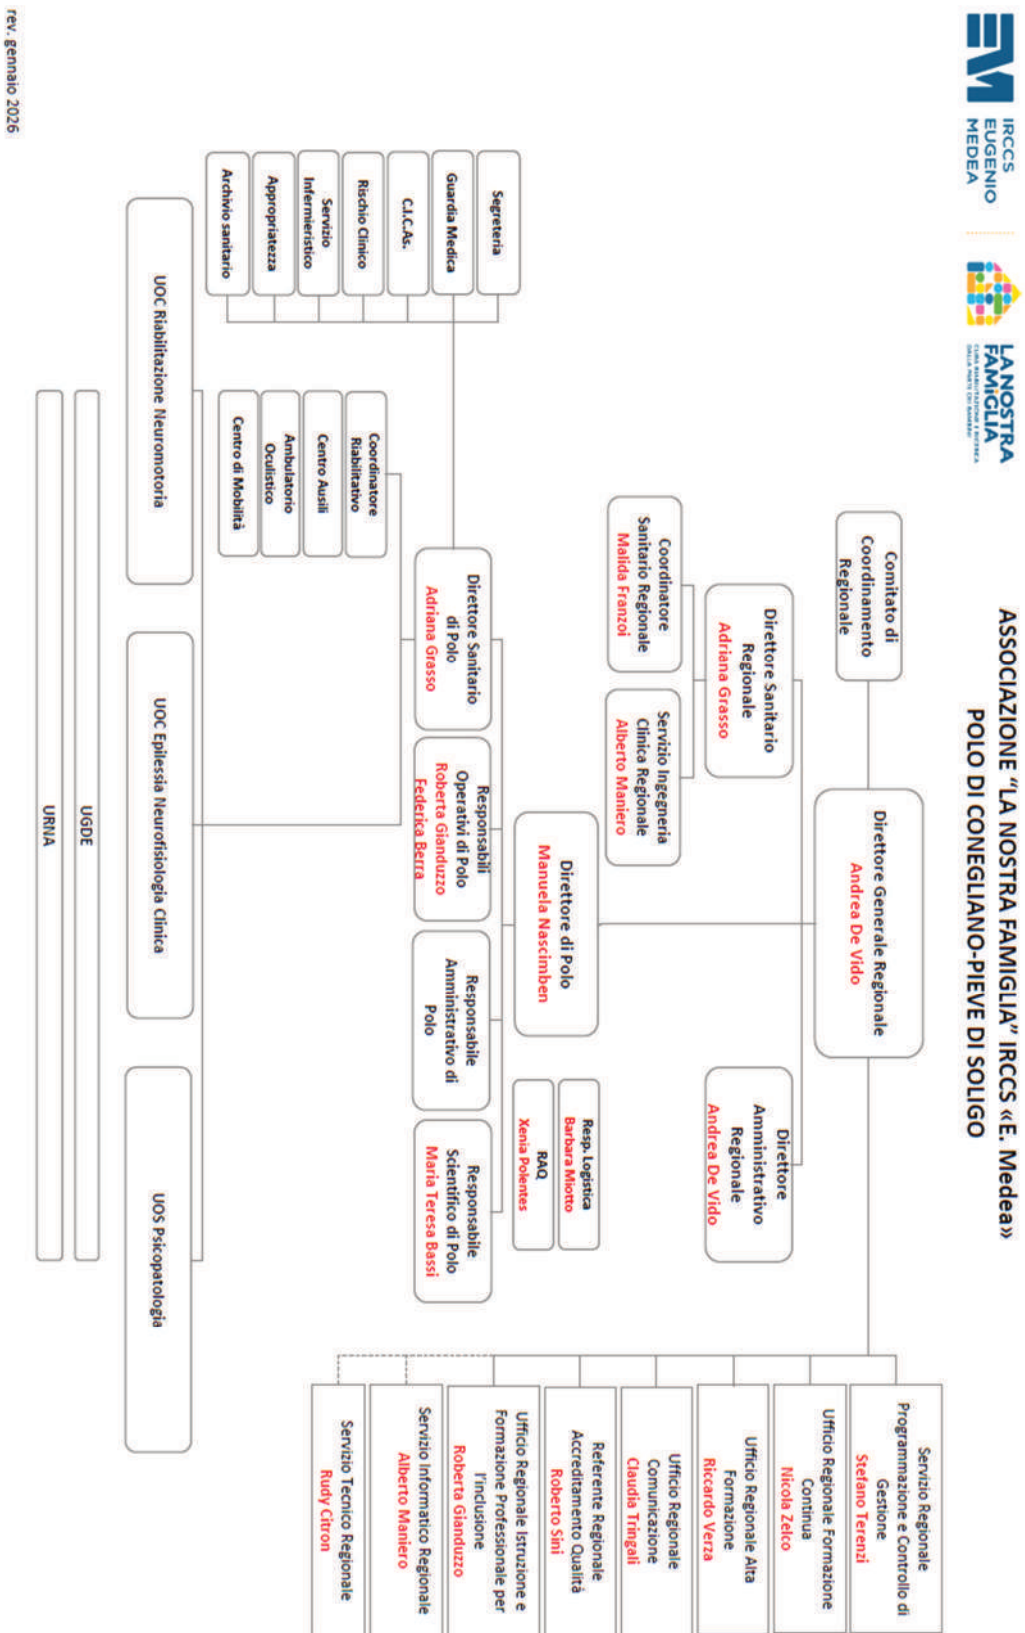 IRCCS
EUGENIO
MEDEA
LA NOSTRA
FAMIGLIA
CURA RIABILITAZIONE E RICERCA
DALLA PARTE DEI BAMBINI
ASSOCIAZIONE “LA NOSTRA FAMIGLIA” IRCCS «E. Medea»
POLO DI CONEGLIANO-PIEVE DI SOLIGO
Comitato di
Coordinamento
Regionale
Direttore Generale Regionale
Andrea De Vido
Direttore Sanitario
Regionale
Adriana Grasso
Direttore
Amministrativo
Regionale
Andrea De Vido
Coordinatore
Sanitario Regionale
Malida Franzoi
Servizio Ingegneria
Clinica Regionale
Alberto Maniero
Direttore di Polo
Manuela Nascimben
Resp. Logistica
Barbara Miotto
RAQ
Xenia Polentes
Servizio Regionale
Programmazione e Controllo di
Gestione
Stefano Terenzi
Ufficio Regionale Formazione
Continua
Nicola Zelco
Ufficio Regionale Alta
Formazione
Riccardo Verza
Ufficio Regionale
Comunicazione
Claudia Tringali
Referente Regionale
Accreditamento Qualità
Roberto Sini
Ufficio Regionale Istruzione e
Formazione Professionale per
l'inclusione
Roberta Gianduzzo
Servizio Informatico Regionale
Alberto Maniero
Servizio Tecnico Regionale
Rudy Citron
Direttore Sanitario
di Polo
Adriana Grasso
Responsabili
Operativi di Polo
Roberta Gianduzzo
Federica Berra
Responsabile
Amministrativo di
Polo
Responsabile
Scientifico di Polo
Maria Teresa Bassi
Segreteria
Guardia Medica
C.I.C.As.
Rischio Clinico
Servizio
Infermieristico
Appropriatezza
Archivio sanitario
Coordinatore
Riabilitativo
Centro Ausili
Ambulatorio
Oculistico
Centro di Mobilità
UOC Riabilitazione Neuromotoria
UOC Epilessia Neurofisiologia Clinica
UOS Psicopatologia
UGDE
URNA
rev. gennaio 2026